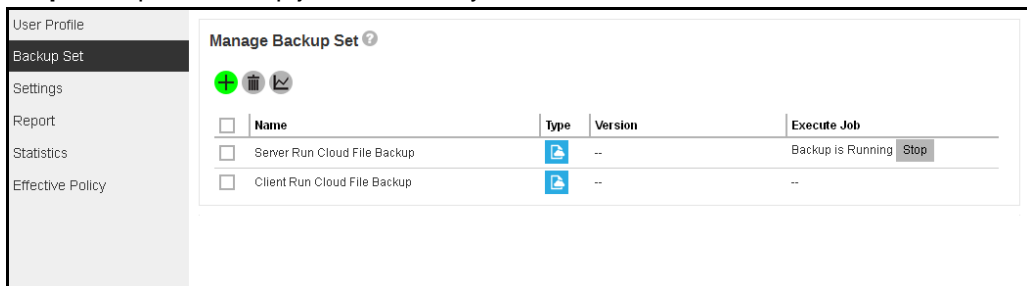 User Profile
Backup Set
Settings
Report
Statistics
Effective Policy
Manage Backup Set
Name Type Version Execute Job
Server Run Cloud File Backup -- Backup is Running Stop
Client Run Cloud File Backup -- --